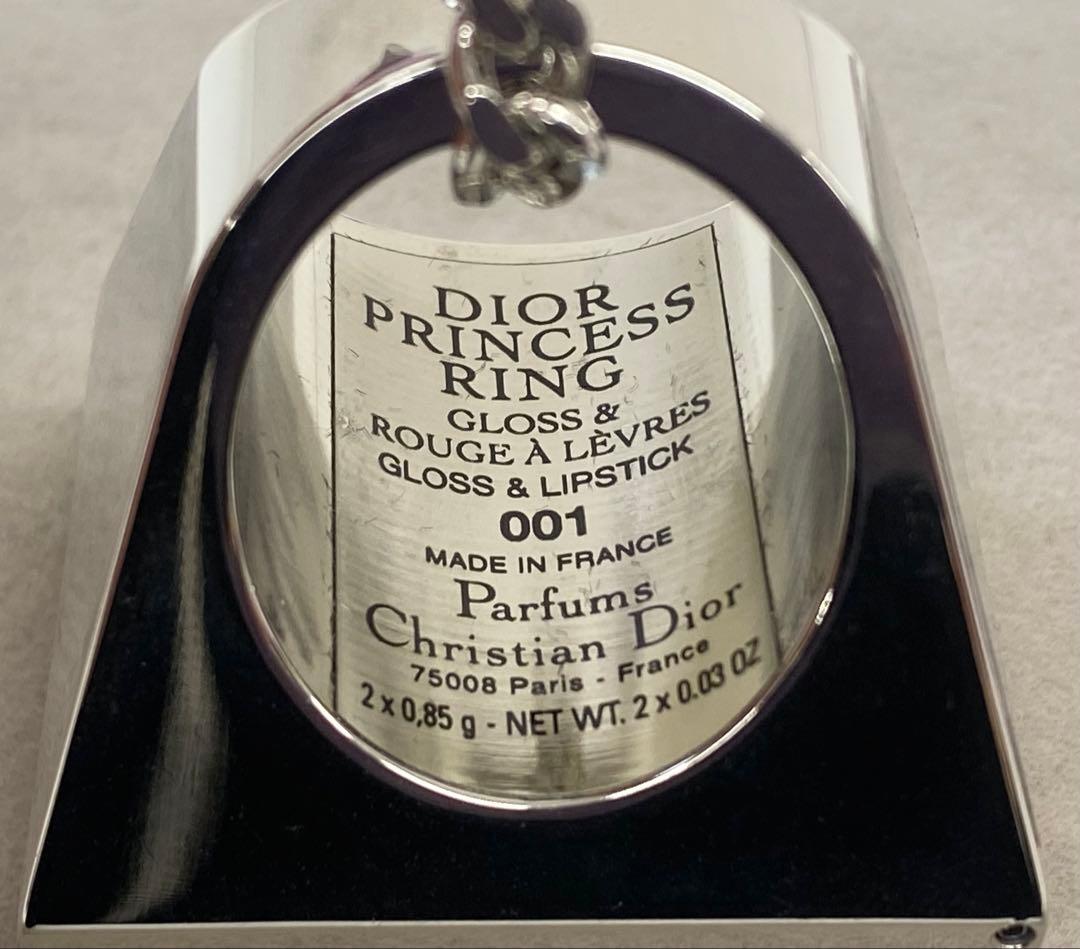 DIOR
PRINCESS
RING
GLOSS &
ROUGE À LÈVRES
GLOSS & LIPSTICK
001
MADE IN FRANCE
Parfums
Christian Dior
75008 Paris - France
2 x 0,85 g - NET WT. 2 x 0.03 OZ